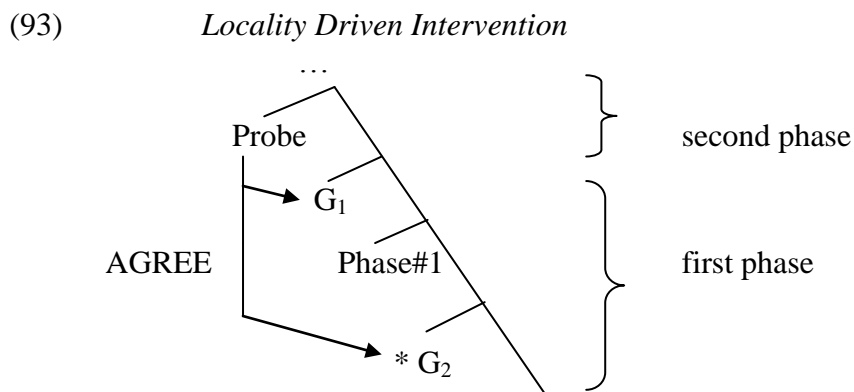 (93) Locality Driven Intervention
…
Probe
second phase
G₁
AGREE
Phase#1
first phase
* G₂